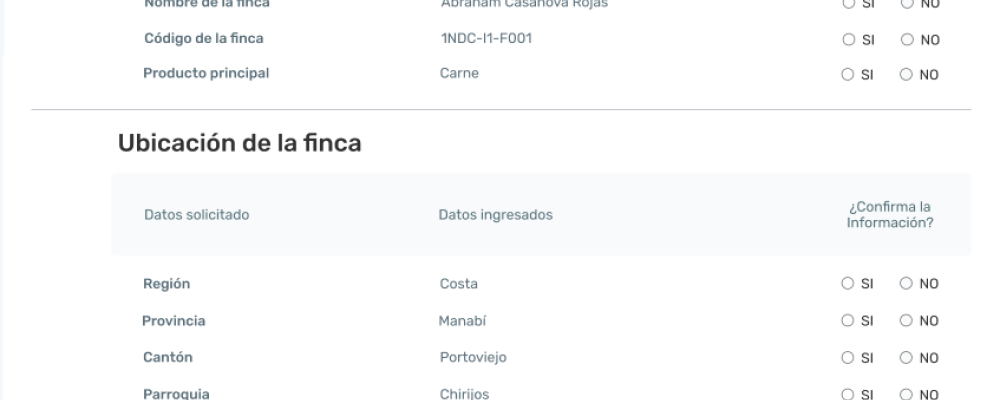 Nombre de la finca Abraham Casanova Rojas SI NO
Código de la finca 1NDC-I1-F001 SI NO
Producto principal Carne SI NO
Ubicación de la finca
Datos solicitado Datos ingresados ¿Confirma la Información?
Región Costa SI NO
Provincia Manabí SI NO
Cantón Portoviejo SI NO
Parroquia Chirijos SI NO